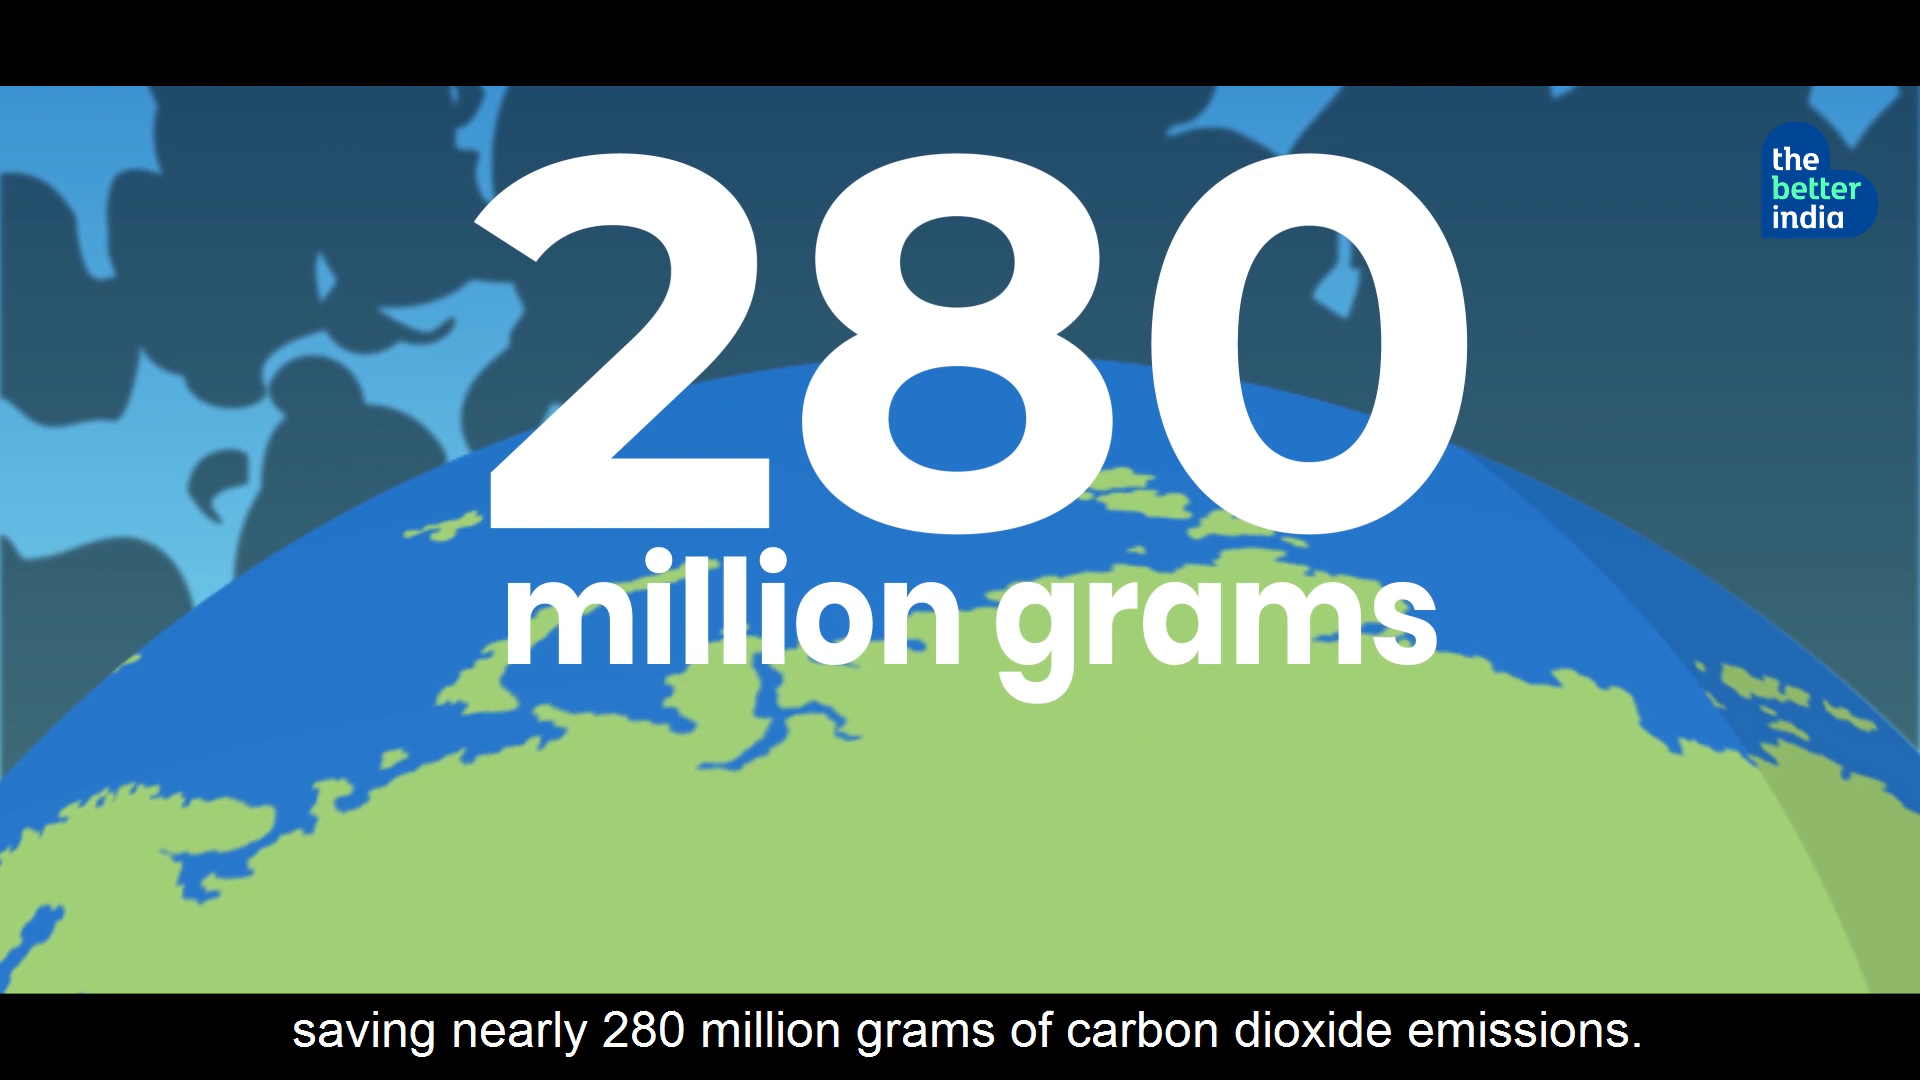 280
million grams
the
better
india
saving nearly 280 million grams of carbon dioxide emissions.